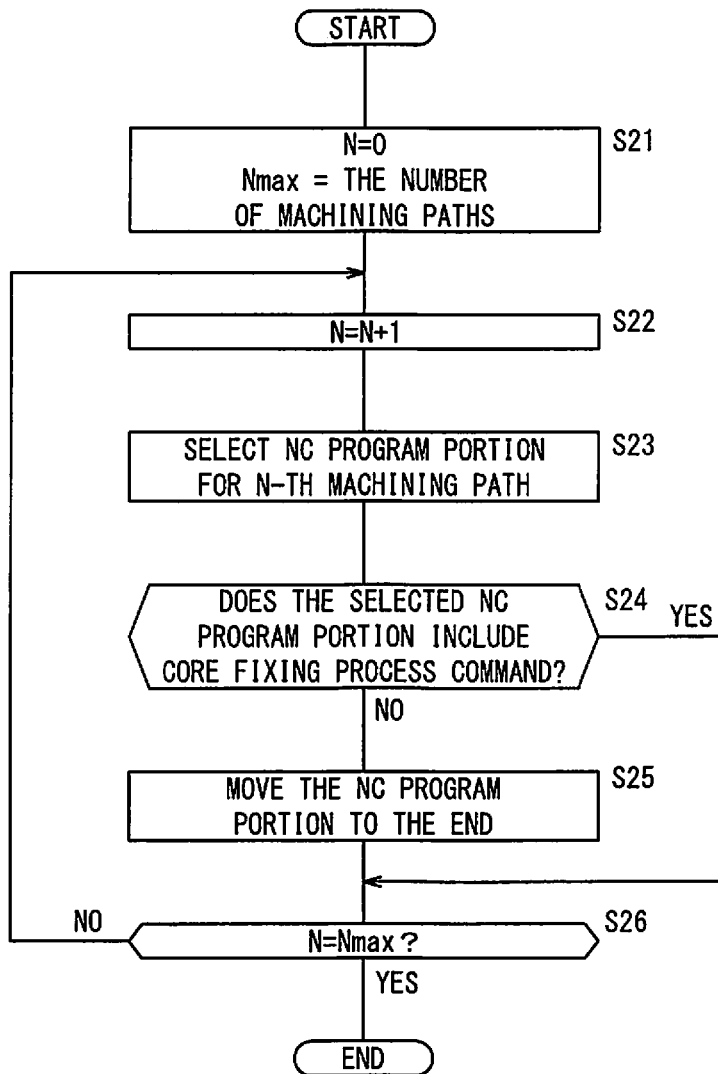 START
N=0
Nmax = THE NUMBER
OF MACHINING PATHS
S21
N=N+1
S22
SELECT NC PROGRAM PORTION
FOR N-TH MACHINING PATH
S23
DOES THE SELECTED NC
PROGRAM PORTION INCLUDE
CORE FIXING PROCESS COMMAND?
S24
YES
NO
MOVE THE NC PROGRAM
PORTION TO THE END
S25
NO
N=Nmax?
S26
YES
END